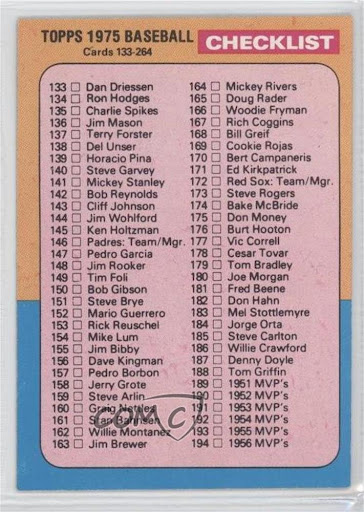 TOPPS 1975 BASEBALL
Cards 133-264
CHECKLIST
133 Dan Driessen
134 Ron Hodges
135 Charlie Spikes
136 Jim Mason
137 Terry Forster
138 Del Unser
139 Horacio Pina
140 Steve Garvey
141 Mickey Stanley
142 Bob Reynolds
143 Cliff Johnson
144 Jim Wohlford
145 Ken Holtzman
146 Padres: Team/Mgr.
147 Pedro Garcia
148 Jim Rooker
149 Tim Foli
150 Bob Gibson
151 Steve Brye
152 Mario Guerrero
153 Rick Reuschel
154 Mike Lum
155 Jim Bibby
156 Dave Kingman
157 Pedro Borbon
158 Jerry Grote
159 Steve Arlin
160 Graig Nettles
161 Stan Bahnsen
162 Willie Montanez
163 Jim Brewer
164 Mickey Rivers
165 Doug Rader
166 Woodie Fryman
167 Rich Coggins
168 Bill Greif
169 Cookie Rojas
170 Bert Campaneris
171 Ed Kirkpatrick
172 Red Sox: Team/Mgr.
173 Steve Rogers
174 Bake McBride
175 Don Money
176 Burt Hooton
177 Vic Correll
178 Cesar Tovar
179 Tom Bradley
180 Joe Morgan
181 Fred Beene
182 Don Hahn
183 Mel Stottlemyre
184 Jorge Orta
185 Steve Carlton
186 Willie Crawford
187 Denny Doyle
188 Tom Griffin
189 1951 MVP's
190 1952 MVP's
191 1953 MVP's
192 1954 MVP's
193 1955 MVP's
194 1956 MVP's
COMC